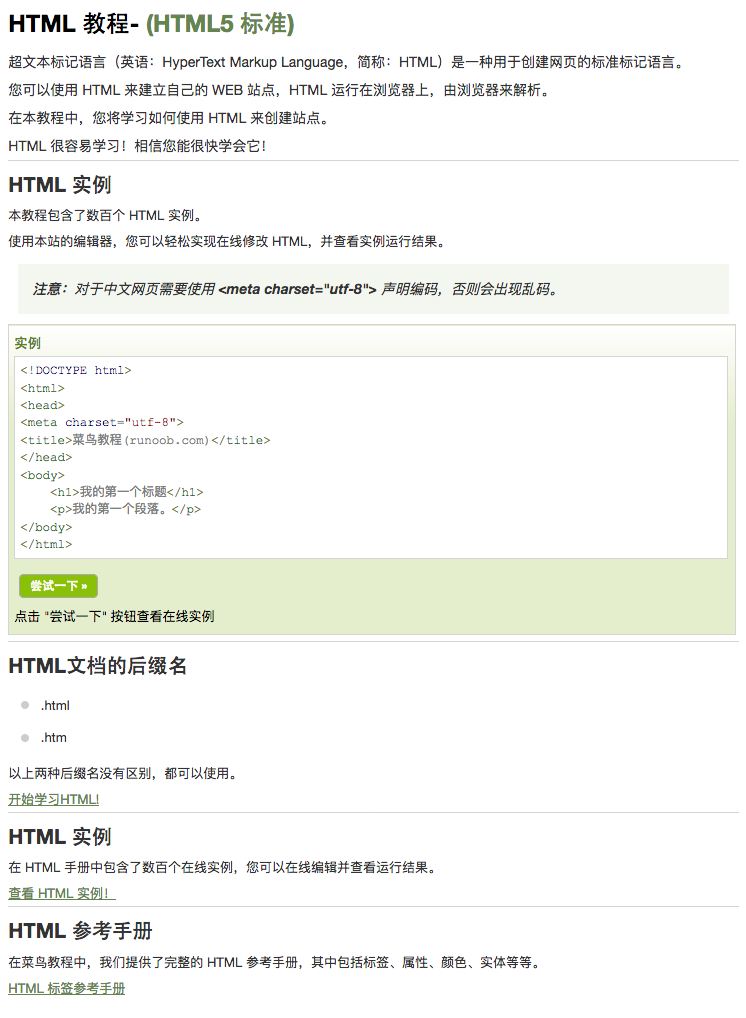 HTML 教程- (HTML5 标准)
超文本标记语言（英语：HyperText Markup Language，简称：HTML）是一种用于创建网页的标准标记语言。
您可以使用 HTML 来建立自己的 WEB 站点，HTML 运行在浏览器上，由浏览器来解析。
在本教程中，您将学习如何使用 HTML 来创建站点。
HTML 很容易学习！相信您能很快学会它！
HTML 实例
本教程包含了数百个 HTML 实例。
使用本站的编辑器，您可以轻松实现在线修改 HTML，并查看实例运行结果。
注意：对于中文网页需要使用 <meta charset="utf-8"> 声明编码，否则会出现乱码。
实例
<!DOCTYPE html>
<html>
<head>
<meta charset="utf-8">
<title>菜鸟教程(runoob.com)</title>
</head>
<body>
    <h1>我的第一个标题</h1>
    <p>我的第一个段落。</p>
</body>
</html>
尝试一下 »
点击 "尝试一下" 按钮查看在线实例
HTML文档的后缀名
.html
.htm
以上两种后缀名没有区别，都可以使用。
开始学习HTML!
HTML 实例
在 HTML 手册中包含了数百个在线实例，您可以在线编辑并查看运行结果。
查看 HTML 实例！
HTML 参考手册
在菜鸟教程中，我们提供了完整的 HTML 参考手册，其中包括标签、属性、颜色、实体等等。
HTML 标签参考手册